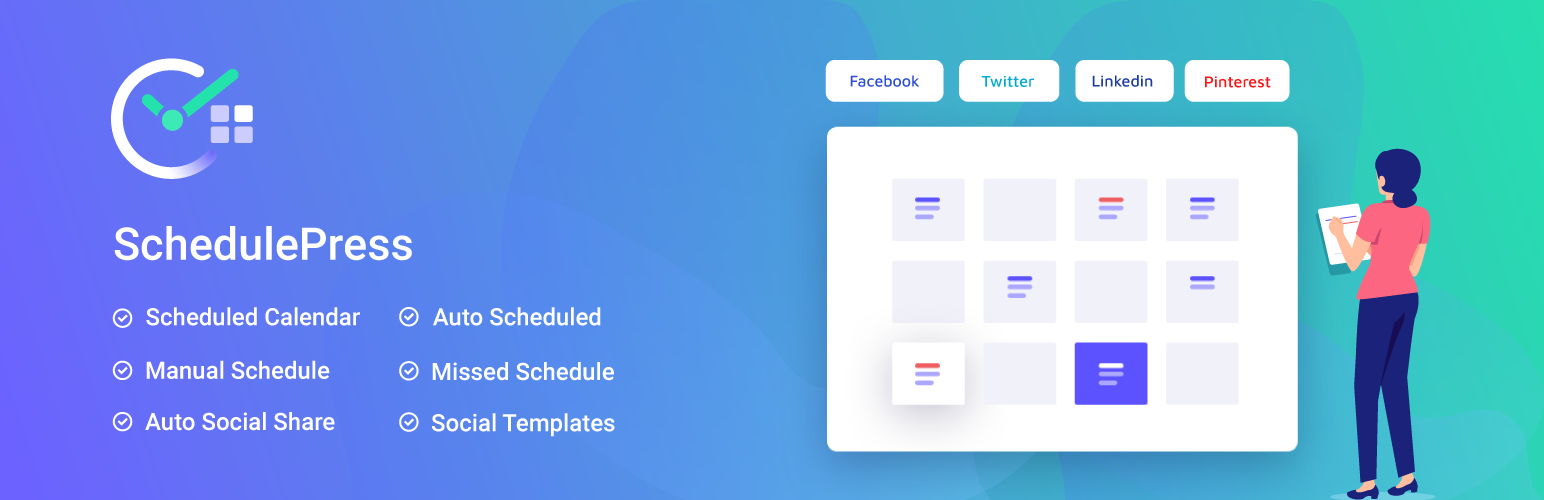 SchedulePress
Scheduled Calendar
Auto Scheduled
Manual Schedule
Missed Schedule
Auto Social Share
Social Templates
Facebook
Twitter
Linkedin
Pinterest